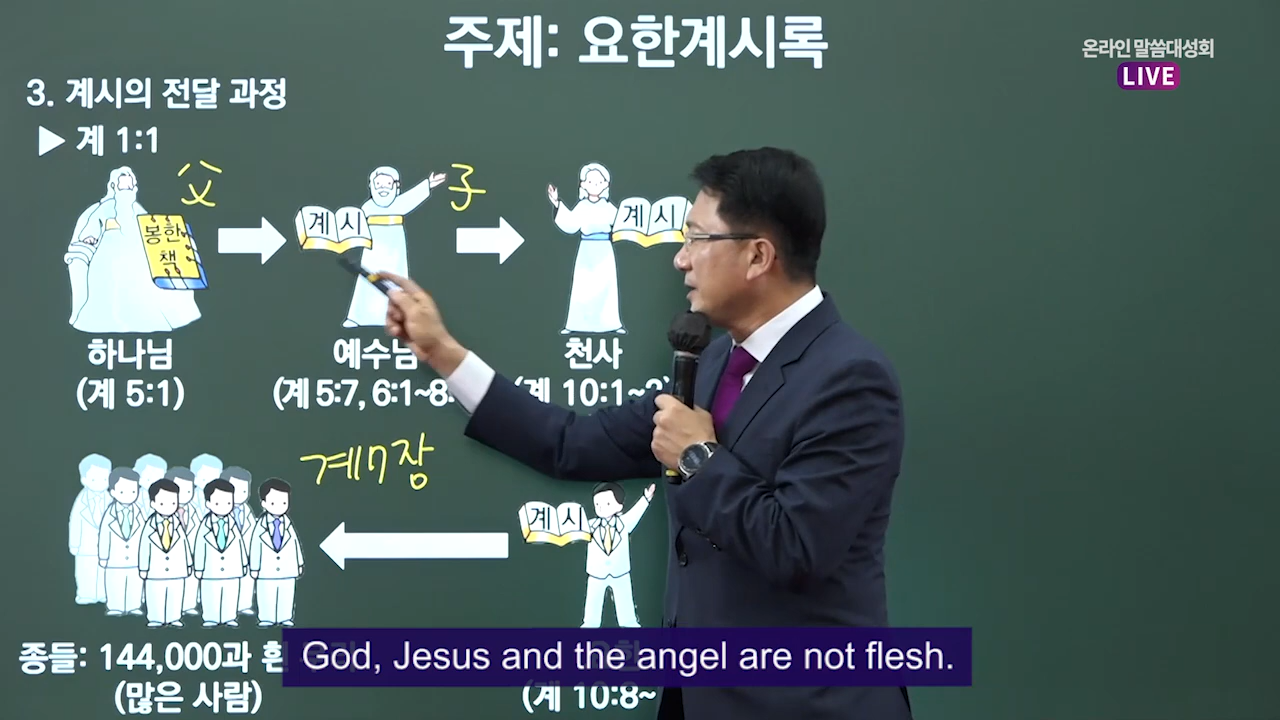 주제: 요한계시록
온라인 말씀대성회
LIVE
3. 계시의 전달 과정
▶ 계 1:1
父
子
봉한
책
계 시
계 시
하나님
(계 5:1)
예수님
(계 5:7, 6:1~8:
천사
(계 10:1~2)
계 7장
계 시
종들: 144,000과 흰
(많은 사람)
(계 10:8~
God, Jesus and the angel are not flesh.